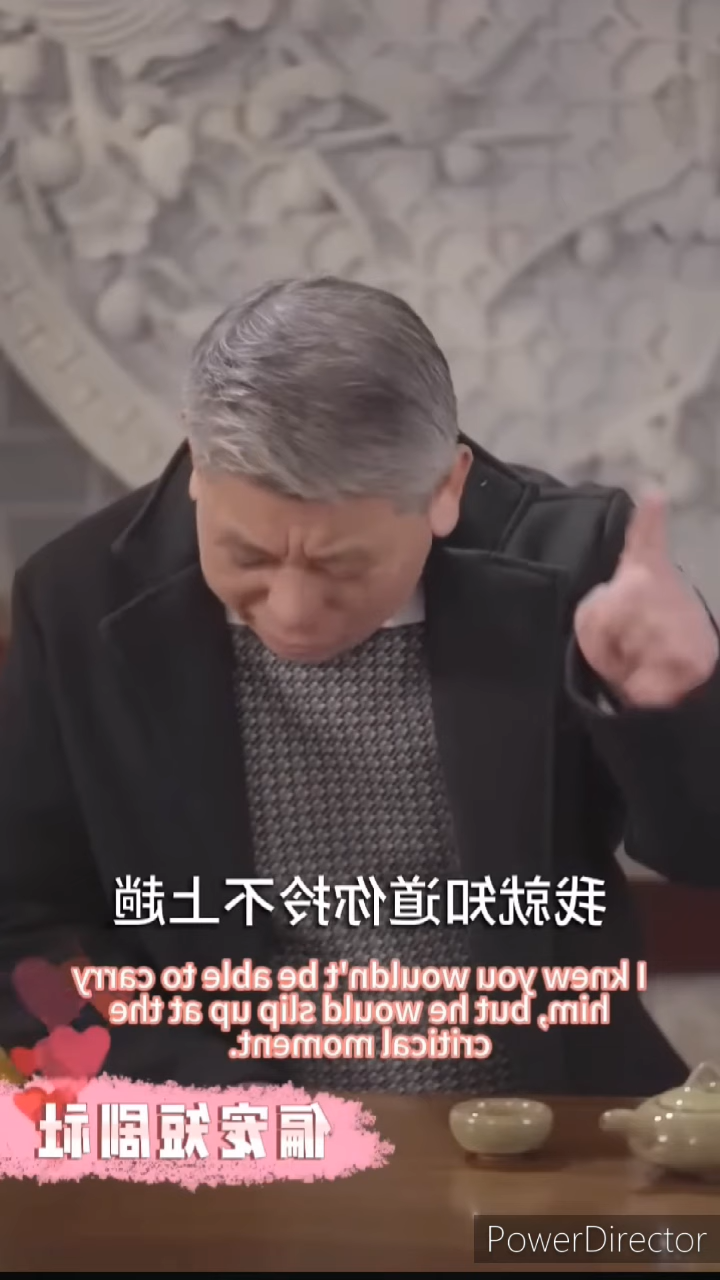 我就知道你拎不上趟
I knew you wouldn't be able to carry
him, but he would slip up at the
critical moment.
偏宠短剧社
PowerDirector